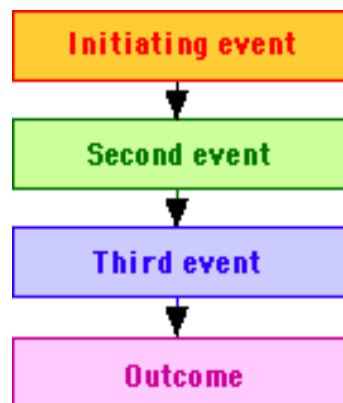 Initiating event
Second event
Third event
Outcome